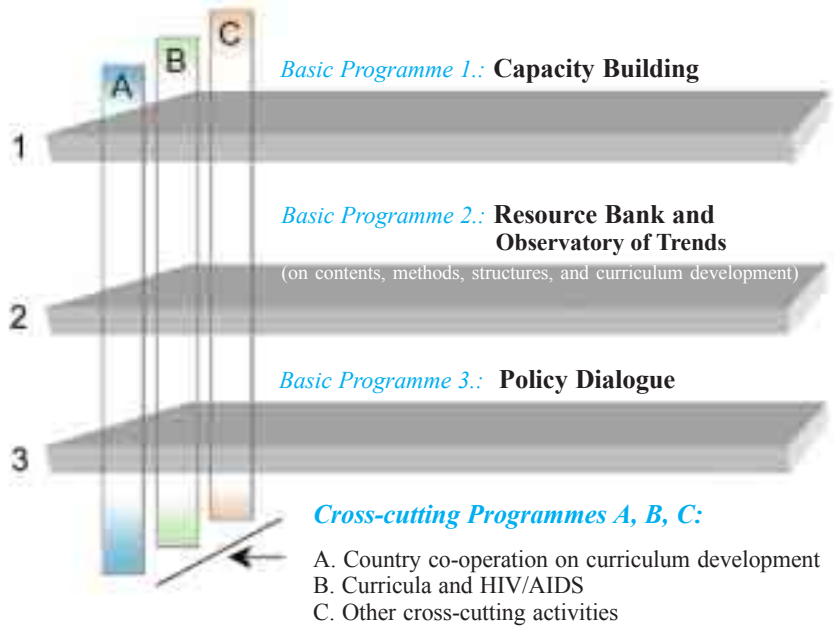 C
B
A
Basic Programme 1.: Capacity Building
1
Basic Programme 2.: Resource Bank and
Observatory of Trends
(on contents, methods, structures, and curriculum development)
2
Basic Programme 3.: Policy Dialogue
3
Cross-cutting Programmes A, B, C:
A. Country co-operation on curriculum development
B. Curricula and HIV/AIDS
C. Other cross-cutting activities